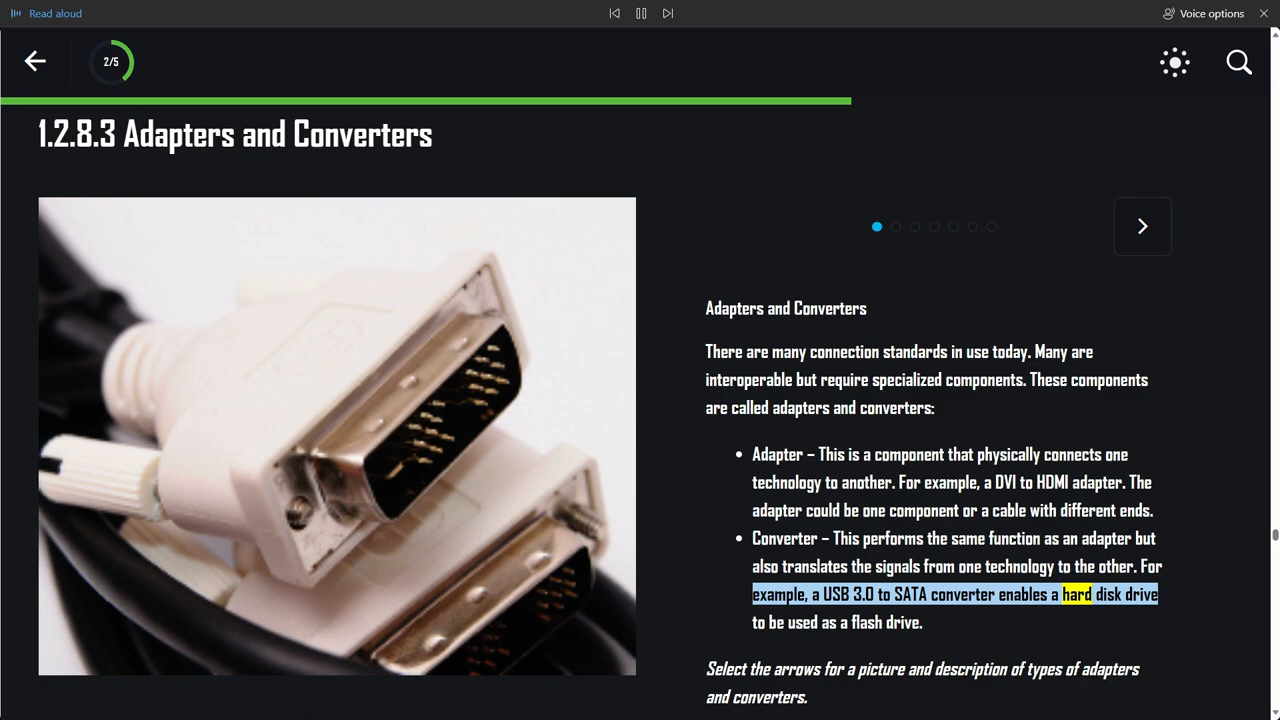 Read aloud
Voice options
2/5
1.2.8.3 Adapters and Converters
Adapters and Converters
There are many connection standards in use today. Many are
interoperable but require specialized components. These components
are called adapters and converters:
• Adapter – This is a component that physically connects one
technology to another. For example, a DVI to HDMI adapter. The
adapter could be one component or a cable with different ends.
• Converter – This performs the same function as an adapter but
also translates the signals from one technology to the other. For
example, a USB 3.0 to SATA converter enables a hard disk drive
to be used as a flash drive.
Select the arrows for a picture and description of types of adapters
and converters.